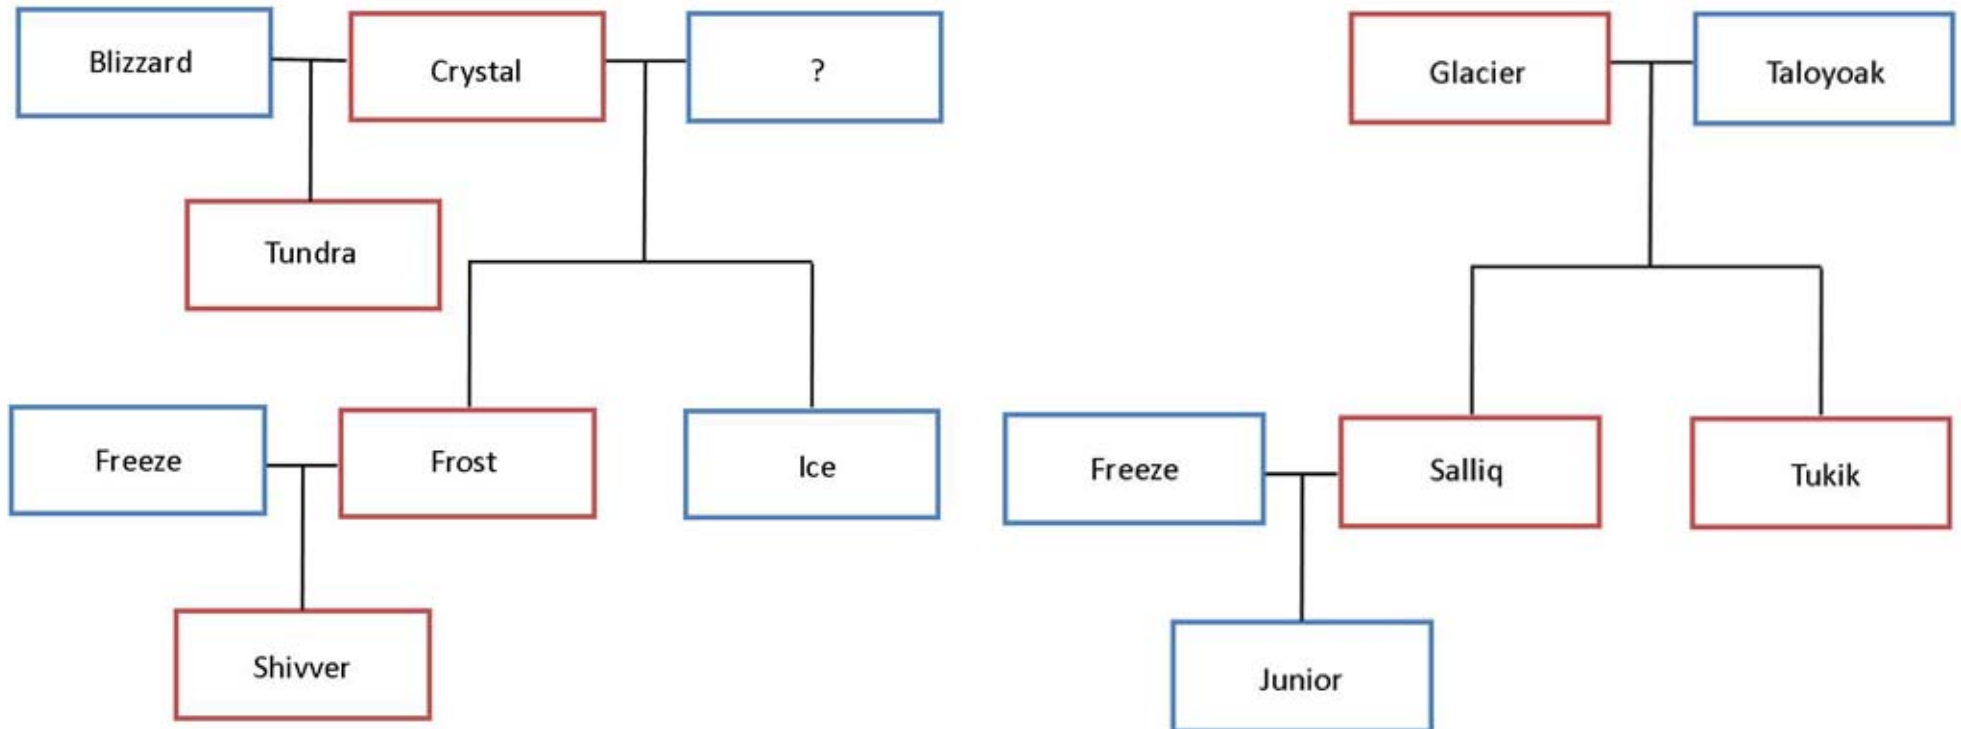 Blizzard
Crystal
?
Glacier
Taloyoak
Tundra
Freeze
Frost
Ice
Freeze
Salliq
Tukik
Shivver
Junior